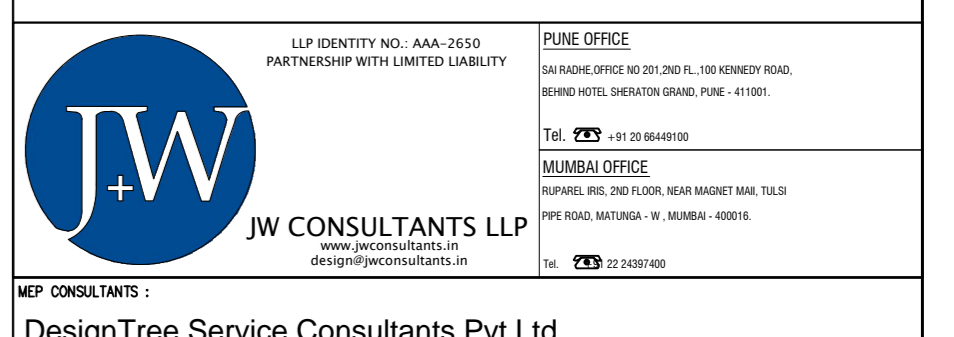 J+W
LLP IDENTITY NO.: AAA-2650
PARTNERSHIP WITH LIMITED LIABILITY
JW CONSULTANTS LLP
www.jwconsultants.in
design@jwconsultants.in
PUNE OFFICE
SAI RADHE,OFFICE NO 201,2ND FL.,100 KENNEDY ROAD,
BEHIND HOTEL SHERATON GRAND, PUNE - 411001.
Tel. ☎ +91 20 66449100
MUMBAI OFFICE
RUPAREL IRIS, 2ND FLOOR, NEAR MAGNET MAll, TULSI
PIPE ROAD, MATUNGA - W , MUMBAI - 400016.
Tel. ☎ +91 22 24397400
MEP CONSULTANTS :
DesignTree Service Consultants Pvt Ltd